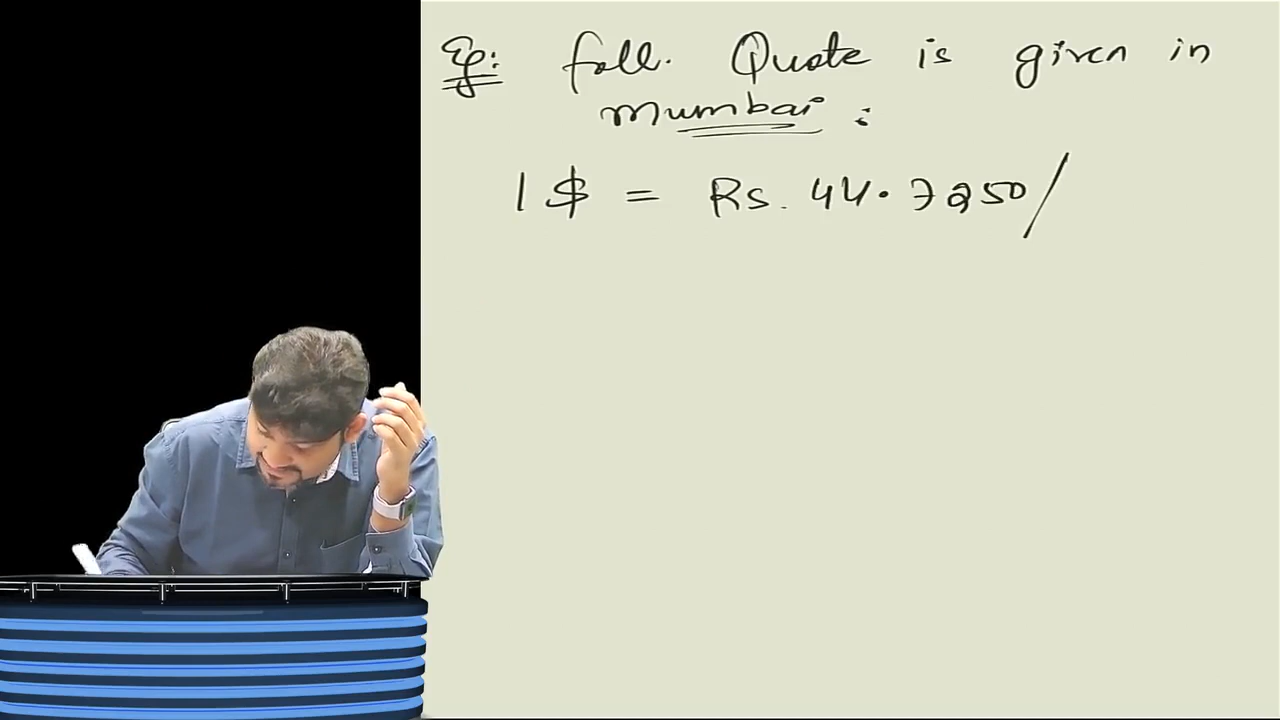 Eg: foll. Quote is given in
mumbai :
1 $ = Rs. 44.7250/